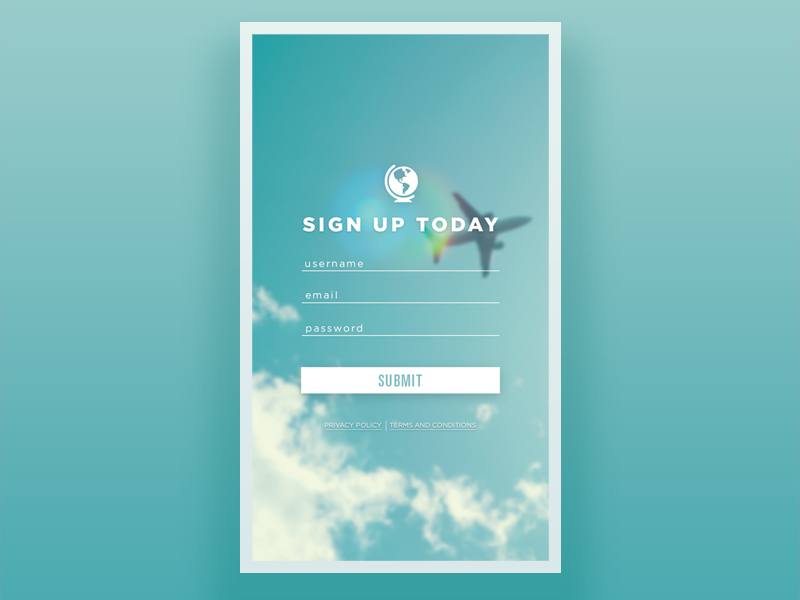 SIGN UP TODAY
username
email
password
SUBMIT
PRIVACY POLICY | TERMS AND CONDITIONS